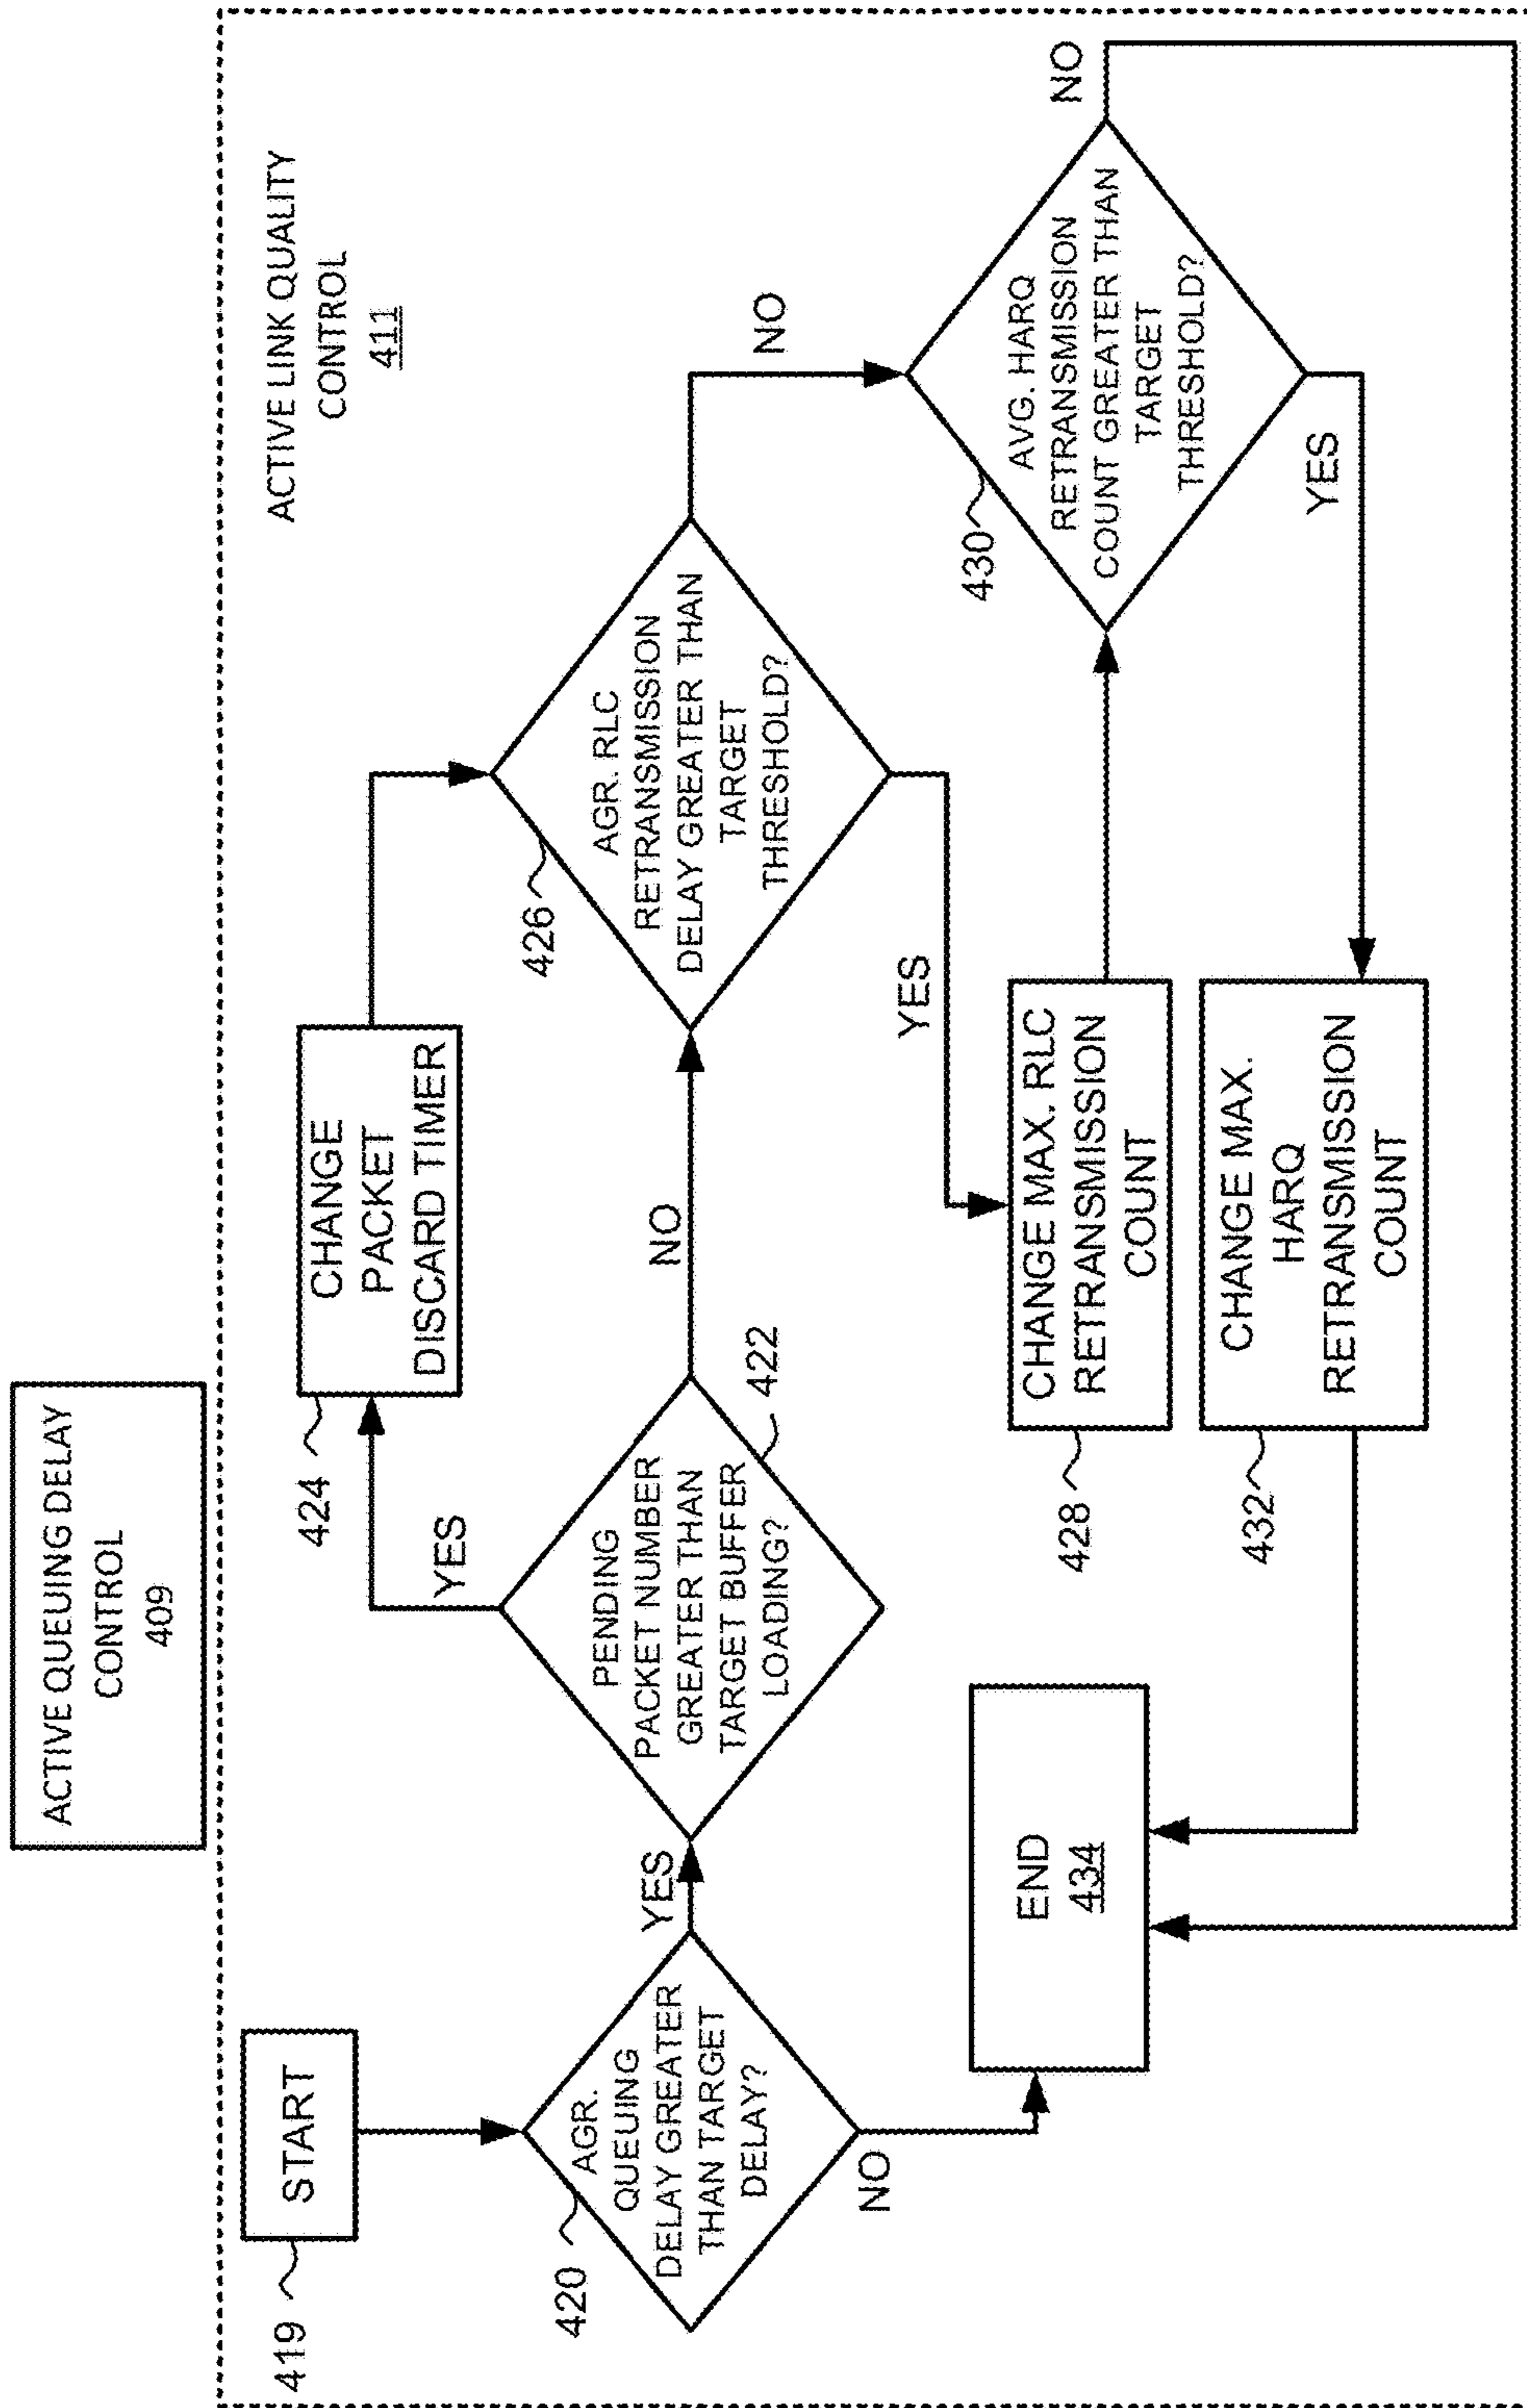 ACTIVE QUEUING DELAY
CONTROL
409
ACTIVE LINK QUALITY
CONTROL
411
419
START
420
AGR.
QUEUING
DELAY GREATER
THAN TARGET
DELAY?
YES
NO
422
PENDING
PACKET NUMBER
GREATER THAN
TARGET BUFFER
LOADING?
YES
NO
424
CHANGE
PACKET
DISCARD TIMER
426
AGR. RLC
RETRANSMISSION
DELAY GREATER THAN
TARGET
THRESHOLD?
NO
YES
428
CHANGE MAX. RLC
RETRANSMISSION
COUNT
430
AVG. HARQ
RETRANSMISSION
COUNT GREATER THAN
TARGET
THRESHOLD?
NO
YES
432
CHANGE MAX.
HARQ
RETRANSMISSION
COUNT
END
434